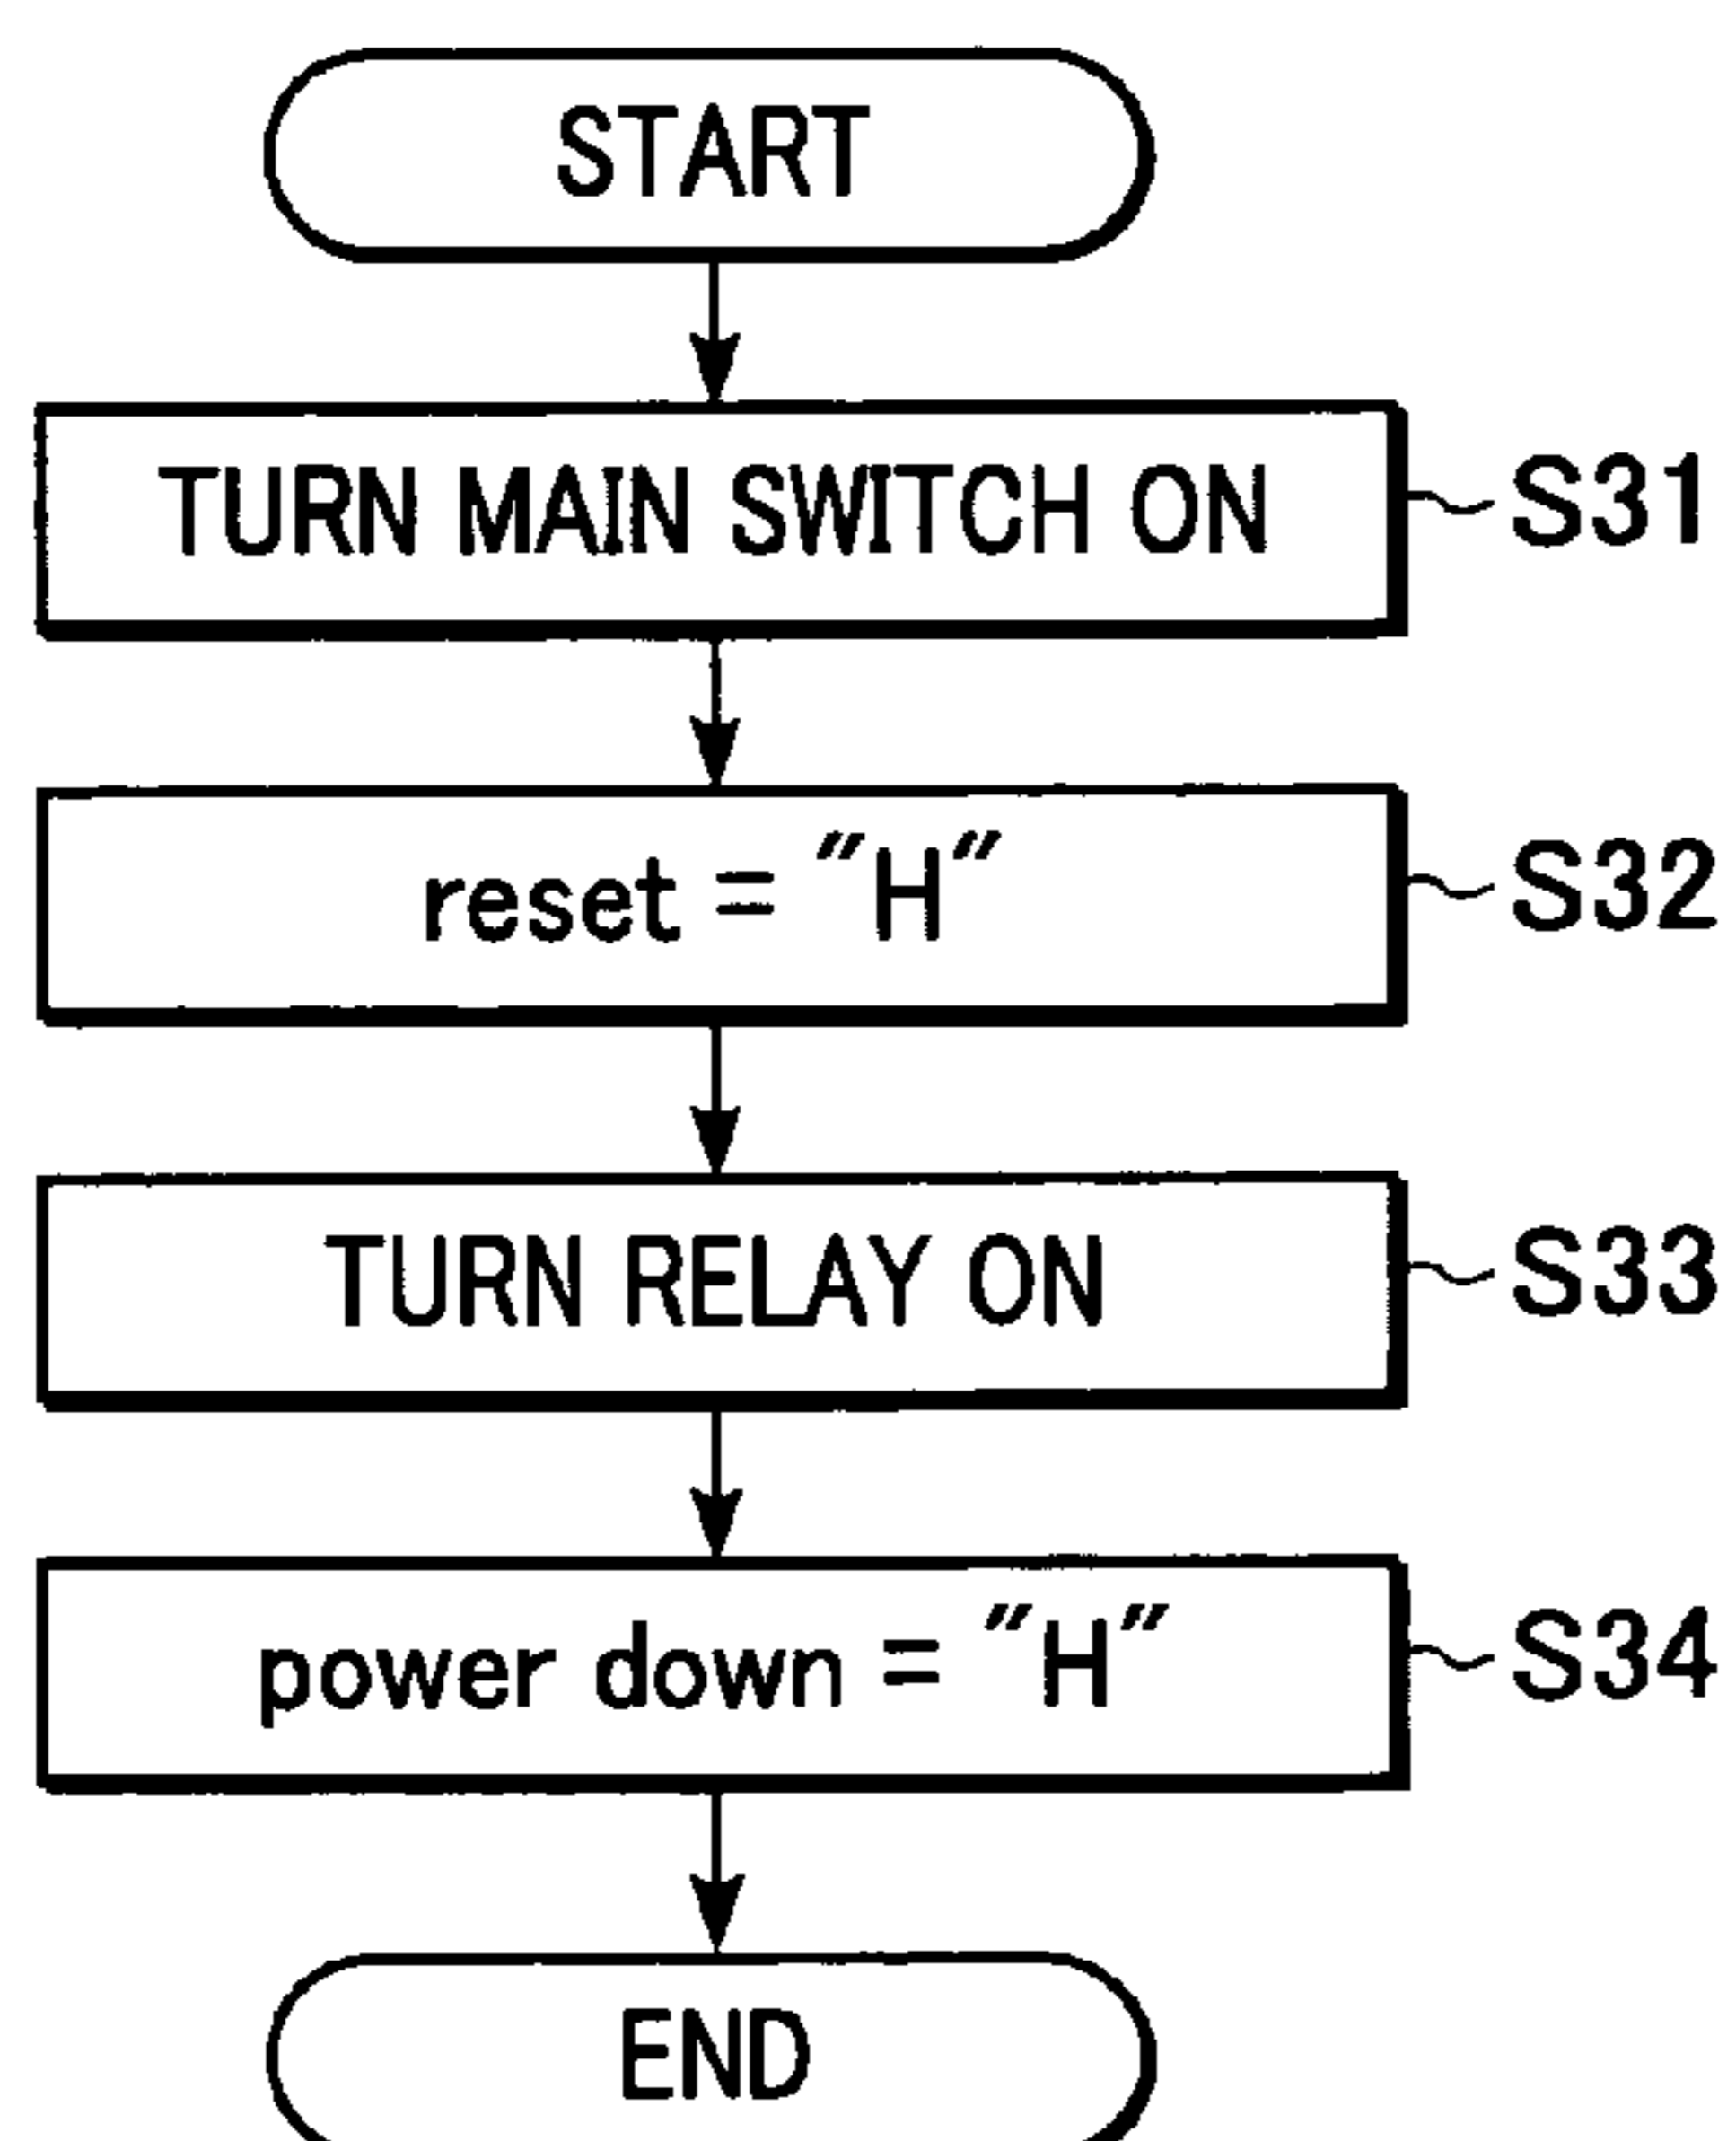 START
TURN MAIN SWITCH ON S31
reset = "H" S32
TURN RELAY ON S33
power down = "H" S34
END